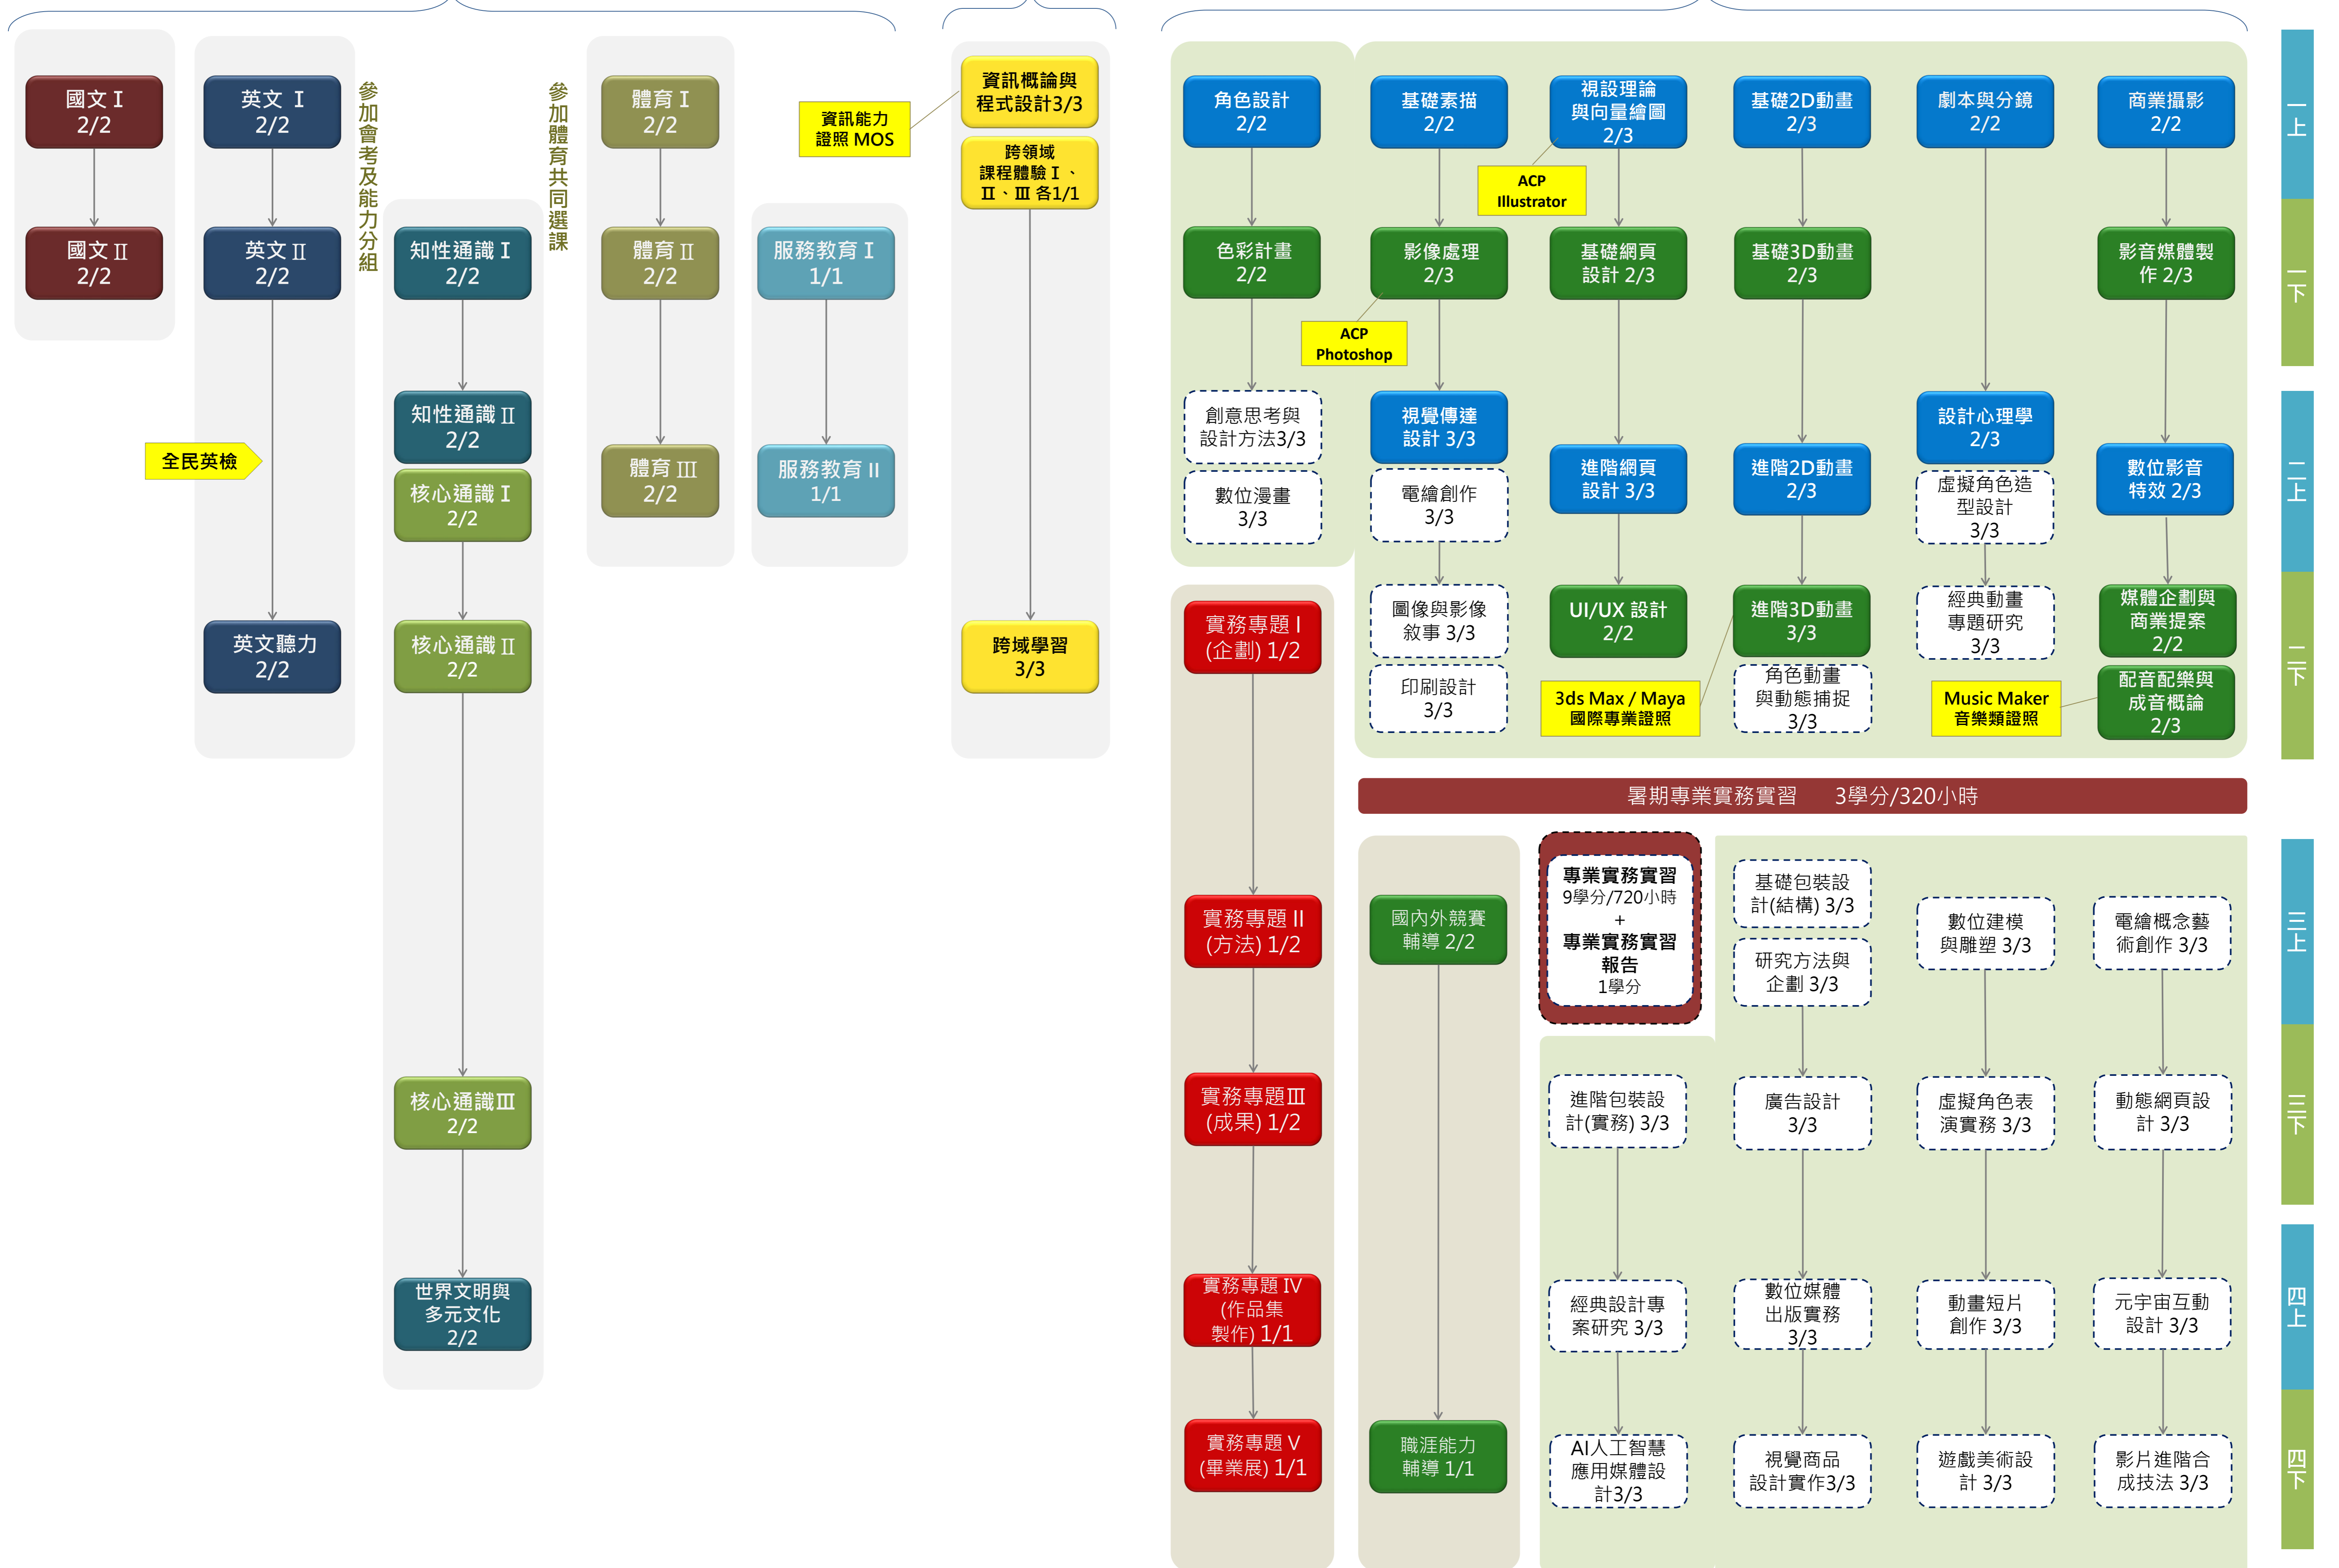 國文 I
2/2
國文 II
2/2
英文 I
2/2
英文 II
2/2
全民英檢
英文聽力
2/2
參加會考及能力分組
知性通識 I
2/2
知性通識 II
2/2
核心通識 I
2/2
核心通識 II
2/2
核心通識III
2/2
世界文明與
多元文化
2/2
參加體育共同選課
體育 I
2/2
體育 II
2/2
體育 III
2/2
服務教育 I
1/1
服務教育 II
1/1
資訊能力
證照 MOS
資訊概論與
程式設計3/3
跨領域
課程體驗 I 、
II、III 各1/1
跨域學習
3/3
角色設計
2/2
色彩計畫
2/2
創意思考與
設計方法3/3
數位漫畫
3/3
基礎素描
2/2
影像處理
2/3
ACP
Photoshop
視覺傳達
設計 3/3
電繪創作
3/3
圖像與影像
敘事 3/3
印刷設計
3/3
視設理論
與向量繪圖
2/3
ACP
Illustrator
基礎網頁
設計 2/3
進階網頁
設計 3/3
UI/UX 設計
2/2
基礎2D動畫
2/3
基礎3D動畫
2/3
進階2D動畫
2/3
進階3D動畫
3/3
3ds Max / Maya
國際專業證照
角色動畫
與動態捕捉
3/3
劇本與分鏡
2/2
設計心理學
2/3
虛擬角色造
型設計
3/3
經典動畫
專題研究
3/3
商業攝影
2/2
影音媒體製
作 2/3
數位影音
特效 2/3
媒體企劃與
商業提案
2/2
Music Maker
音樂類證照
配音配樂與
成音概論
2/3
暑期專業實務實習 3學分/320小時
實務專題 I
(企劃) 1/2
實務專題 II
(方法) 1/2
實務專題III
(成果) 1/2
實務專題 IV
(作品集
製作) 1/1
實務專題 V
(畢業展) 1/1
國內外競賽
輔導 2/2
職涯能力
輔導 1/1
專業實務實習
9學分/720小時
+
專業實務實習
報告
1學分
進階包裝設
計(實務) 3/3
經典設計專
案研究 3/3
AI人工智慧
應用媒體設
計3/3
基礎包裝設
計(結構) 3/3
研究方法與
企劃 3/3
廣告設計
3/3
數位媒體
出版實務
3/3
視覺商品
設計實作3/3
數位建模
與雕塑 3/3
虛擬角色表
演實務 3/3
動畫短片
創作 3/3
遊戲美術設
計 3/3
電繪概念藝
術創作 3/3
動態網頁設
計 3/3
元宇宙互動
設計 3/3
影片進階合
成技法 3/3
一上
一下
二上
二下
三上
三下
四上
四下